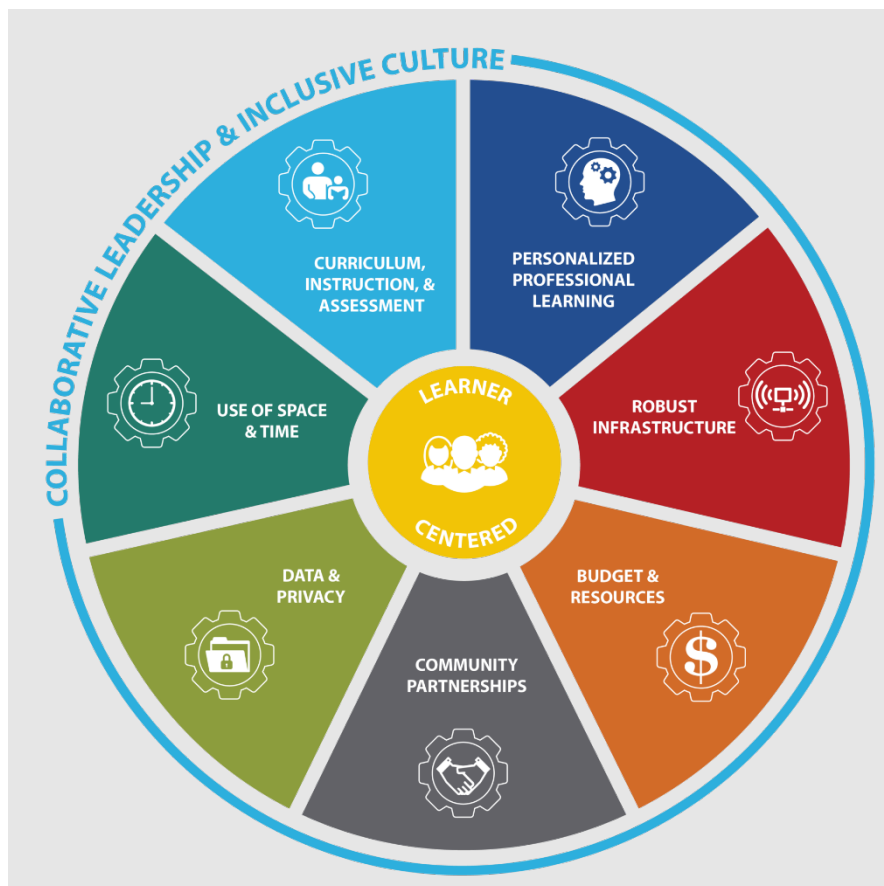 COLLABORATIVE LEADERSHIP & INCLUSIVE CULTURE
CURRICULUM,
INSTRUCTION, &
ASSESSMENT
PERSONALIZED
PROFESSIONAL
LEARNING
ROBUST
INFRASTRUCTURE
BUDGET &
RESOURCES
COMMUNITY
PARTNERSHIPS
DATA &
PRIVACY
USE OF SPACE
& TIME
LEARNER
CENTERED
$